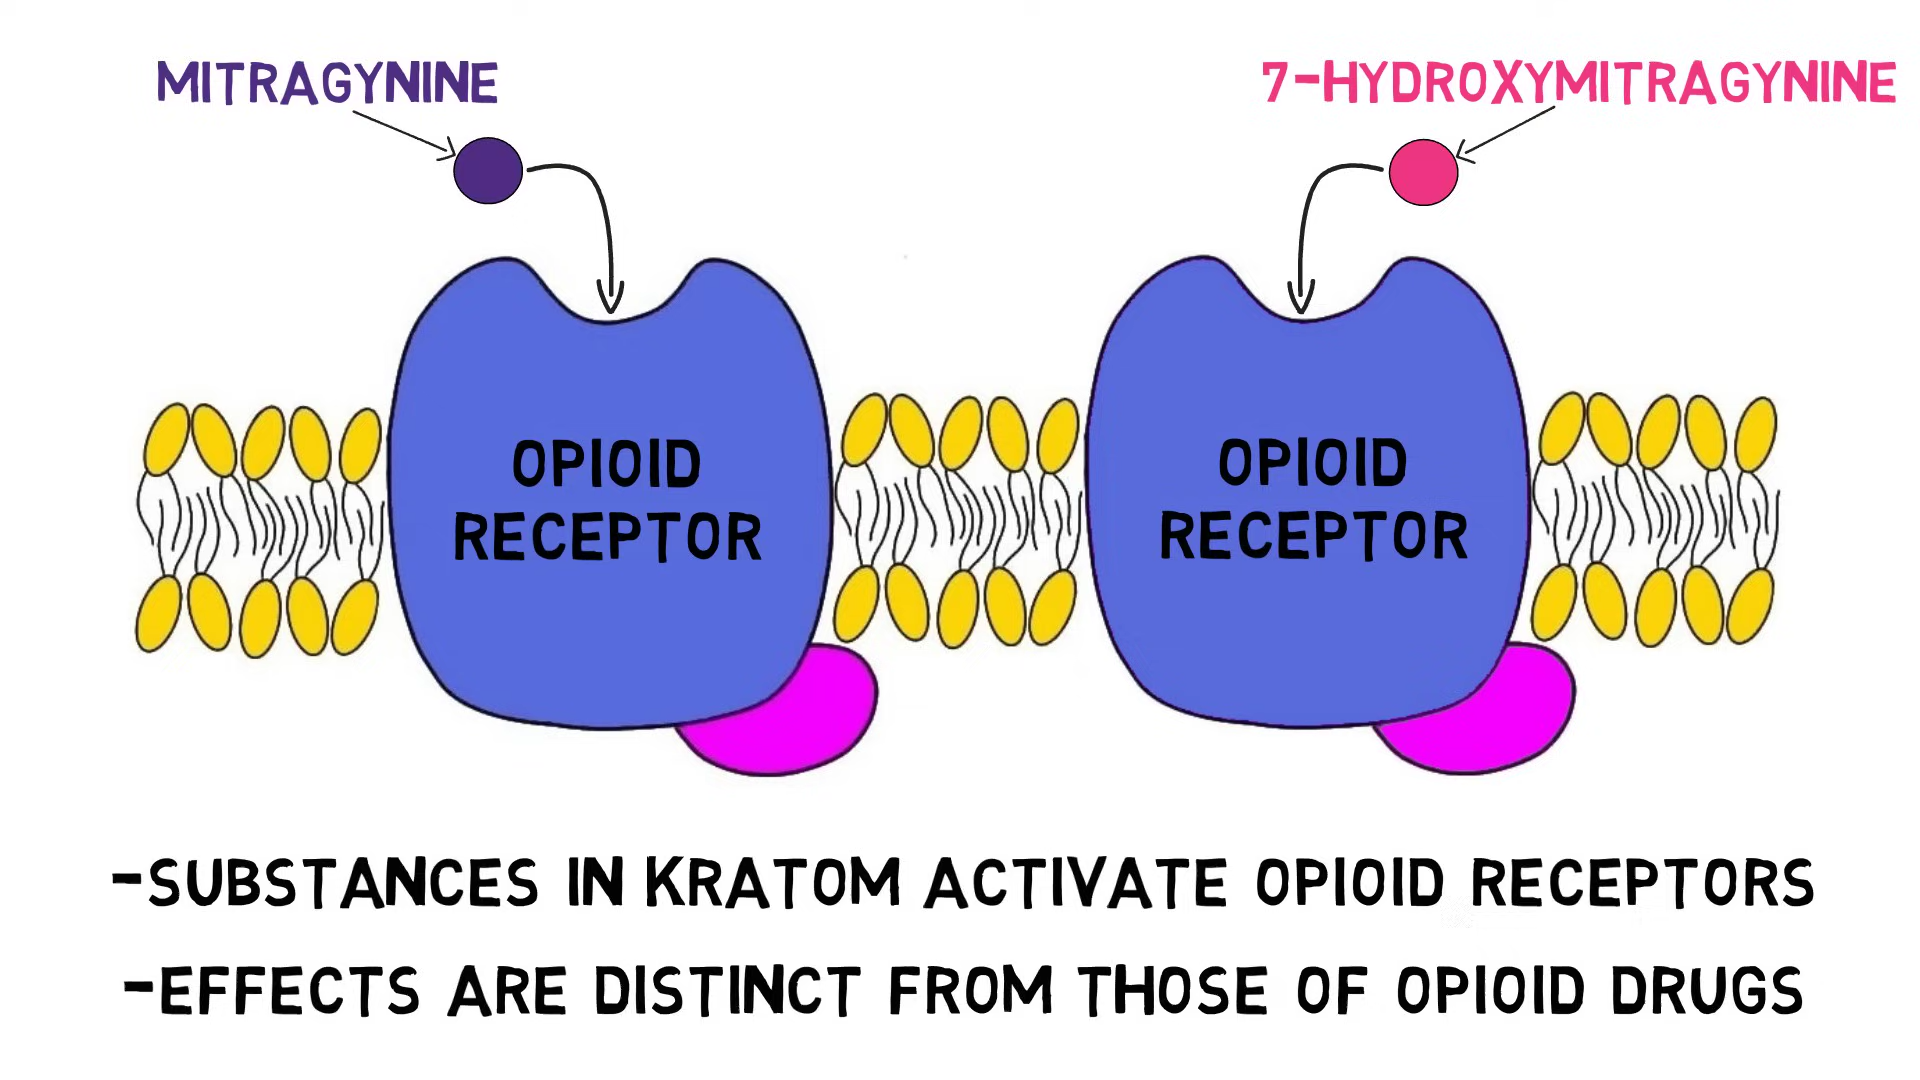 MITRAGYNINE
7-HYDROXYMITRAGYNINE
OPIOID
RECEPTOR
OPIOID
RECEPTOR
-SUBSTANCES IN KRATOM ACTIVATE OPIOID RECEPTORS
-EFFECTS ARE DISTINCT FROM THOSE OF OPIOID DRUGS